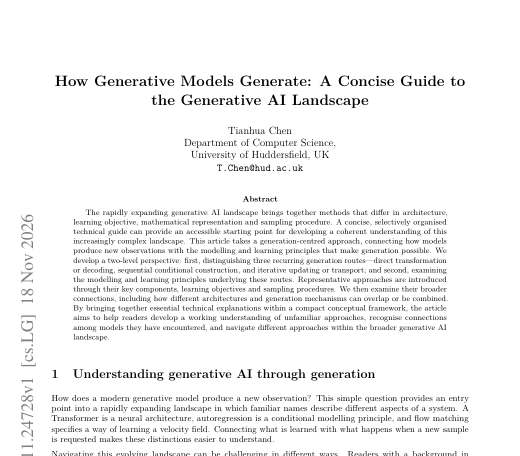 How Generative Models Generate: A Concise Guide to
the Generative AI Landscape
Tianhua Chen
Department of Computer Science,
University of Huddersfield, UK
T.Chen@hud.ac.uk
Abstract
The rapidly expanding generative AI landscape brings together methods that differ in architecture,
learning objective, mathematical representation and sampling procedure. A concise, selectively organised
technical guide can provide an accessible starting point for developing a coherent understanding of this
increasingly complex landscape. This article takes a generation-centred approach, connecting how models
produce new observations with the modelling and learning principles that make generation possible. We
develop a two-level perspective: first, distinguishing three recurring generation routes—direct transformation
or decoding, sequential conditional construction, and iterative updating or transport, and second, examining
the modelling and learning principles underlying these routes. Representative approaches are introduced
through their key components, learning objectives and sampling procedures. We then examine their broader
connections, including how different architectures and generation mechanisms can overlap or be combined.
By bringing together essential technical explanations within a compact conceptual framework, the article
aims to help readers develop a working understanding of unfamiliar approaches, recognise connections
among models they have encountered, and navigate different approaches within the broader generative AI
landscape.
11.24728v1 [cs.LG] 18 Nov 2026
1 Understanding generative AI through generation
How does a modern generative model produce a new observation? This simple question provides an entry
point into a rapidly expanding landscape in which familiar names describe different aspects of a system. A
Transformer is a neural architecture, autoregression is a conditional modelling principle, and flow matching
specifies a way of learning a velocity field. Connecting what is learned with what happens when a new sample
is requested makes these distinctions easier to understand.
Navigating this evolving landscape can be challenging in different ways. Readers with a background in